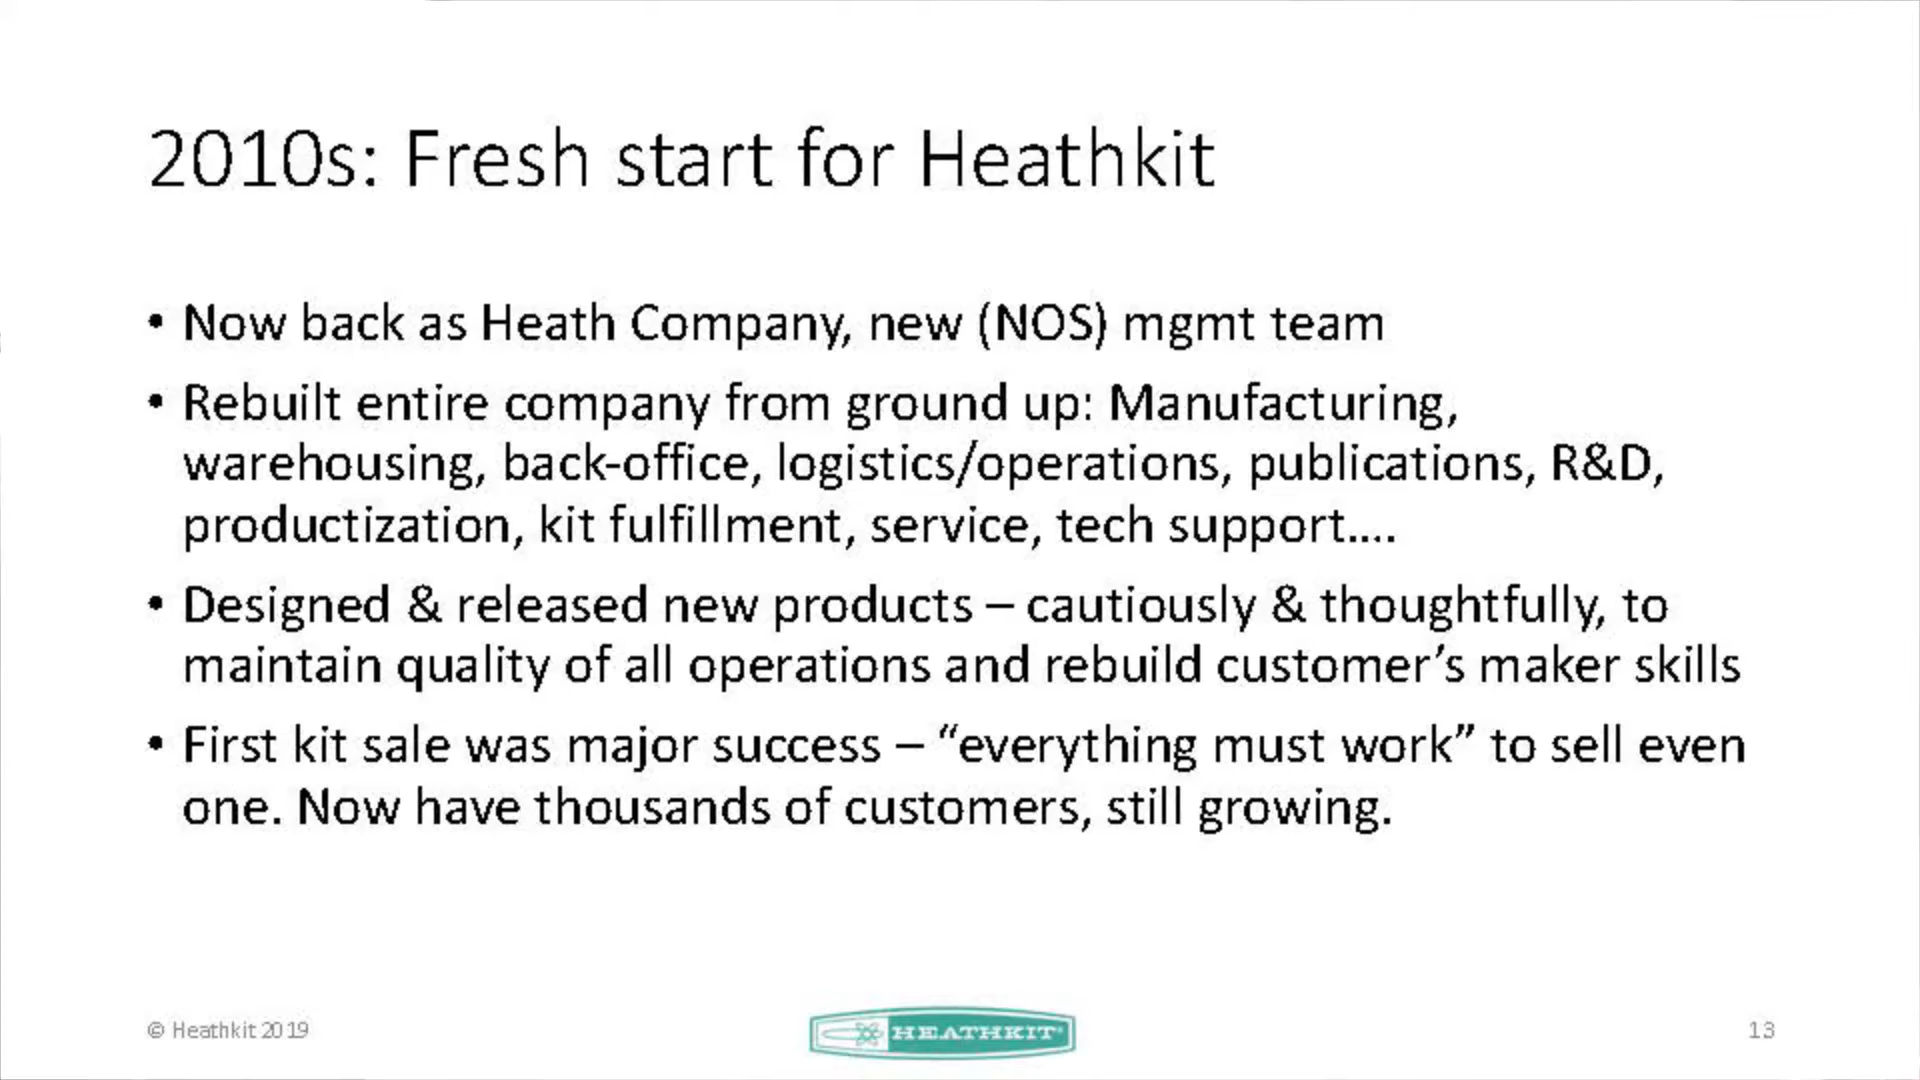 2010s: Fresh start for Heathkit
• Now back as Heath Company, new (NOS) mgmt team
• Rebuilt entire company from ground up: Manufacturing,
warehousing, back-office, logistics/operations, publications, R&D,
productization, kit fulfillment, service, tech support....
• Designed & released new products – cautiously & thoughtfully, to
maintain quality of all operations and rebuild customer’s maker skills
• First kit sale was major success – “everything must work” to sell even
one. Now have thousands of customers, still growing.
© Heathkit 2019
HEATHKIT®
13